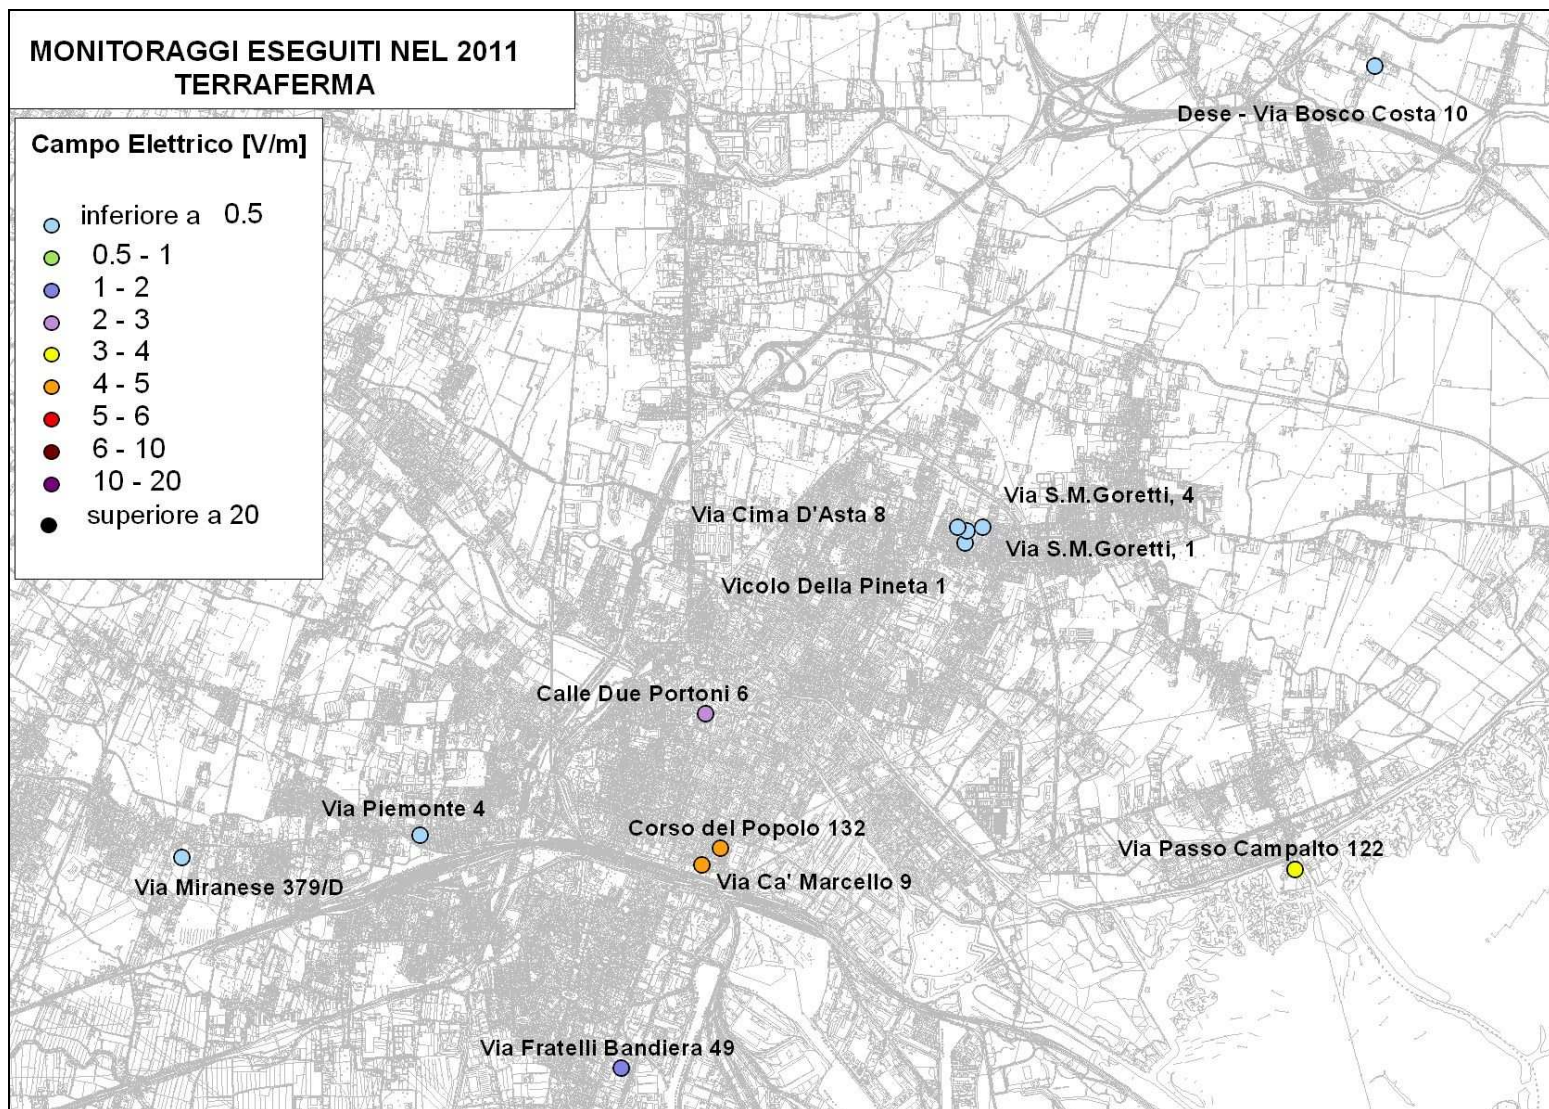 MONITORAGGI ESEGUITI NEL 2011
TERRAFERMA
Campo Elettrico [V/m]
inferiore a 0.5
0.5 - 1
1 - 2
2 - 3
3 - 4
4 - 5
5 - 6
6 - 10
10 - 20
superiore a 20
Dese - Via Bosco Costa 10
Via S.M.Goretti, 4
Via Cima D'Asta 8
Via S.M.Goretti, 1
Vicolo Della Pineta 1
Calle Due Portoni 6
Via Piemonte 4
Corso del Popolo 132
Via Passo Campalto 122
Via Miranese 379/D
Via Ca' Marcello 9
Via Fratelli Bandiera 49